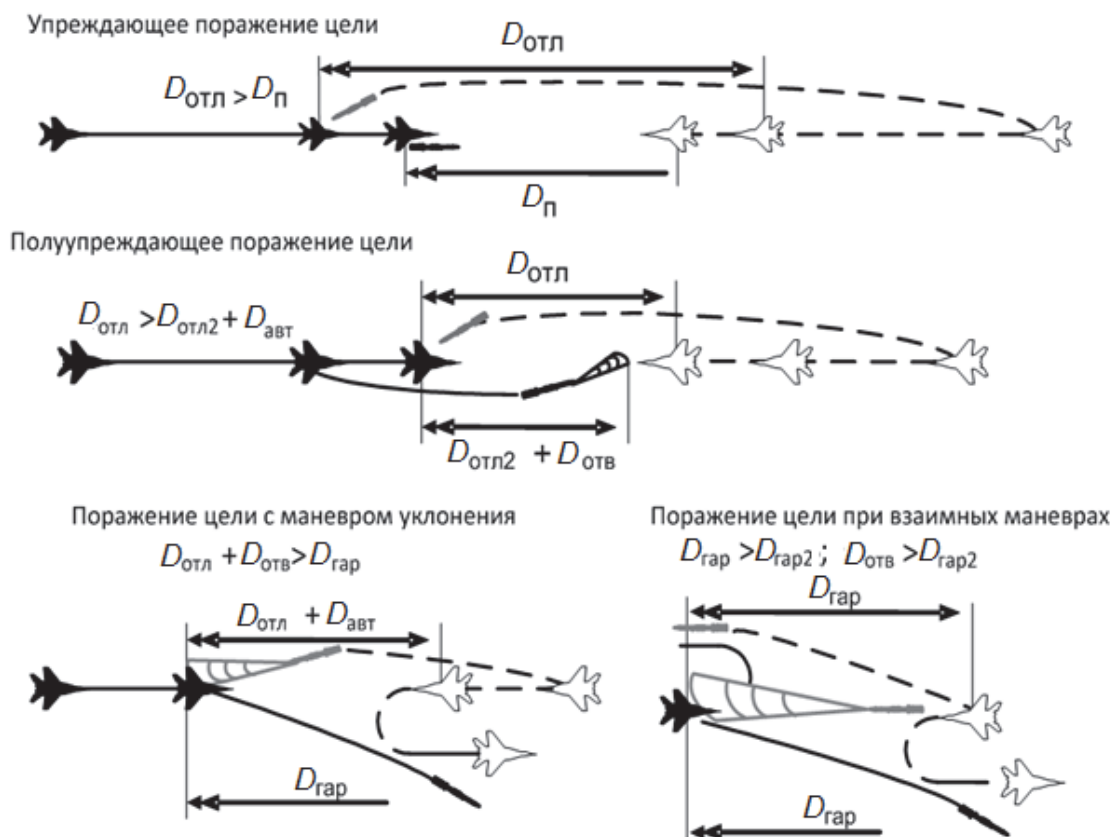 Упреждающее поражение цели
Dотл
Dотл > Dп
Dп
Полуупреждающее поражение цели
Dотл
Dотл >Dотл2 + Dавт
Dотл2 + Dотв
Поражение цели с маневром уклонения
Dотл + Dотв> Dгар
Dотл + Dавт
Dгар
Поражение цели при взаимных маневрах
Dгар >Dгар2 ; Dотв >Dгар2
Dгар
Dгар